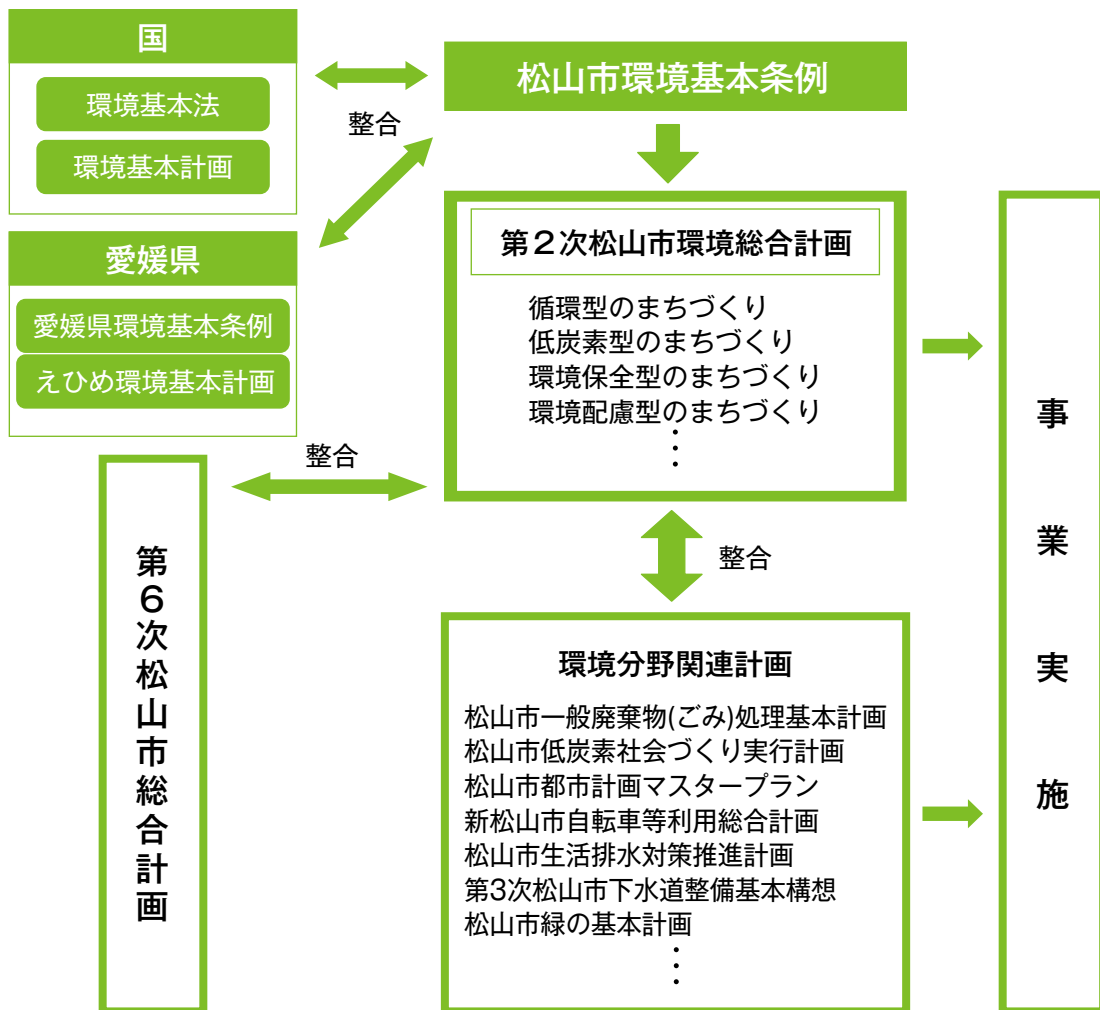 国
環境基本法
環境基本計画
整合
松山市環境基本条例
愛媛県
愛媛県環境基本条例
えひめ環境基本計画
第２次松山市環境総合計画
循環型のまちづくり
低炭素型のまちづくり
環境保全型のまちづくり
環境配慮型のまちづくり
⋮
整合
第６次松山市総合計画
整合
環境分野関連計画
松山市一般廃棄物(ごみ)処理基本計画
松山市低炭素社会づくり実行計画
松山市都市計画マスタープラン
新松山市自転車等利用総合計画
松山市生活排水対策推進計画
第3次松山市下水道整備基本構想
松山市緑の基本計画
⋮
事業実施